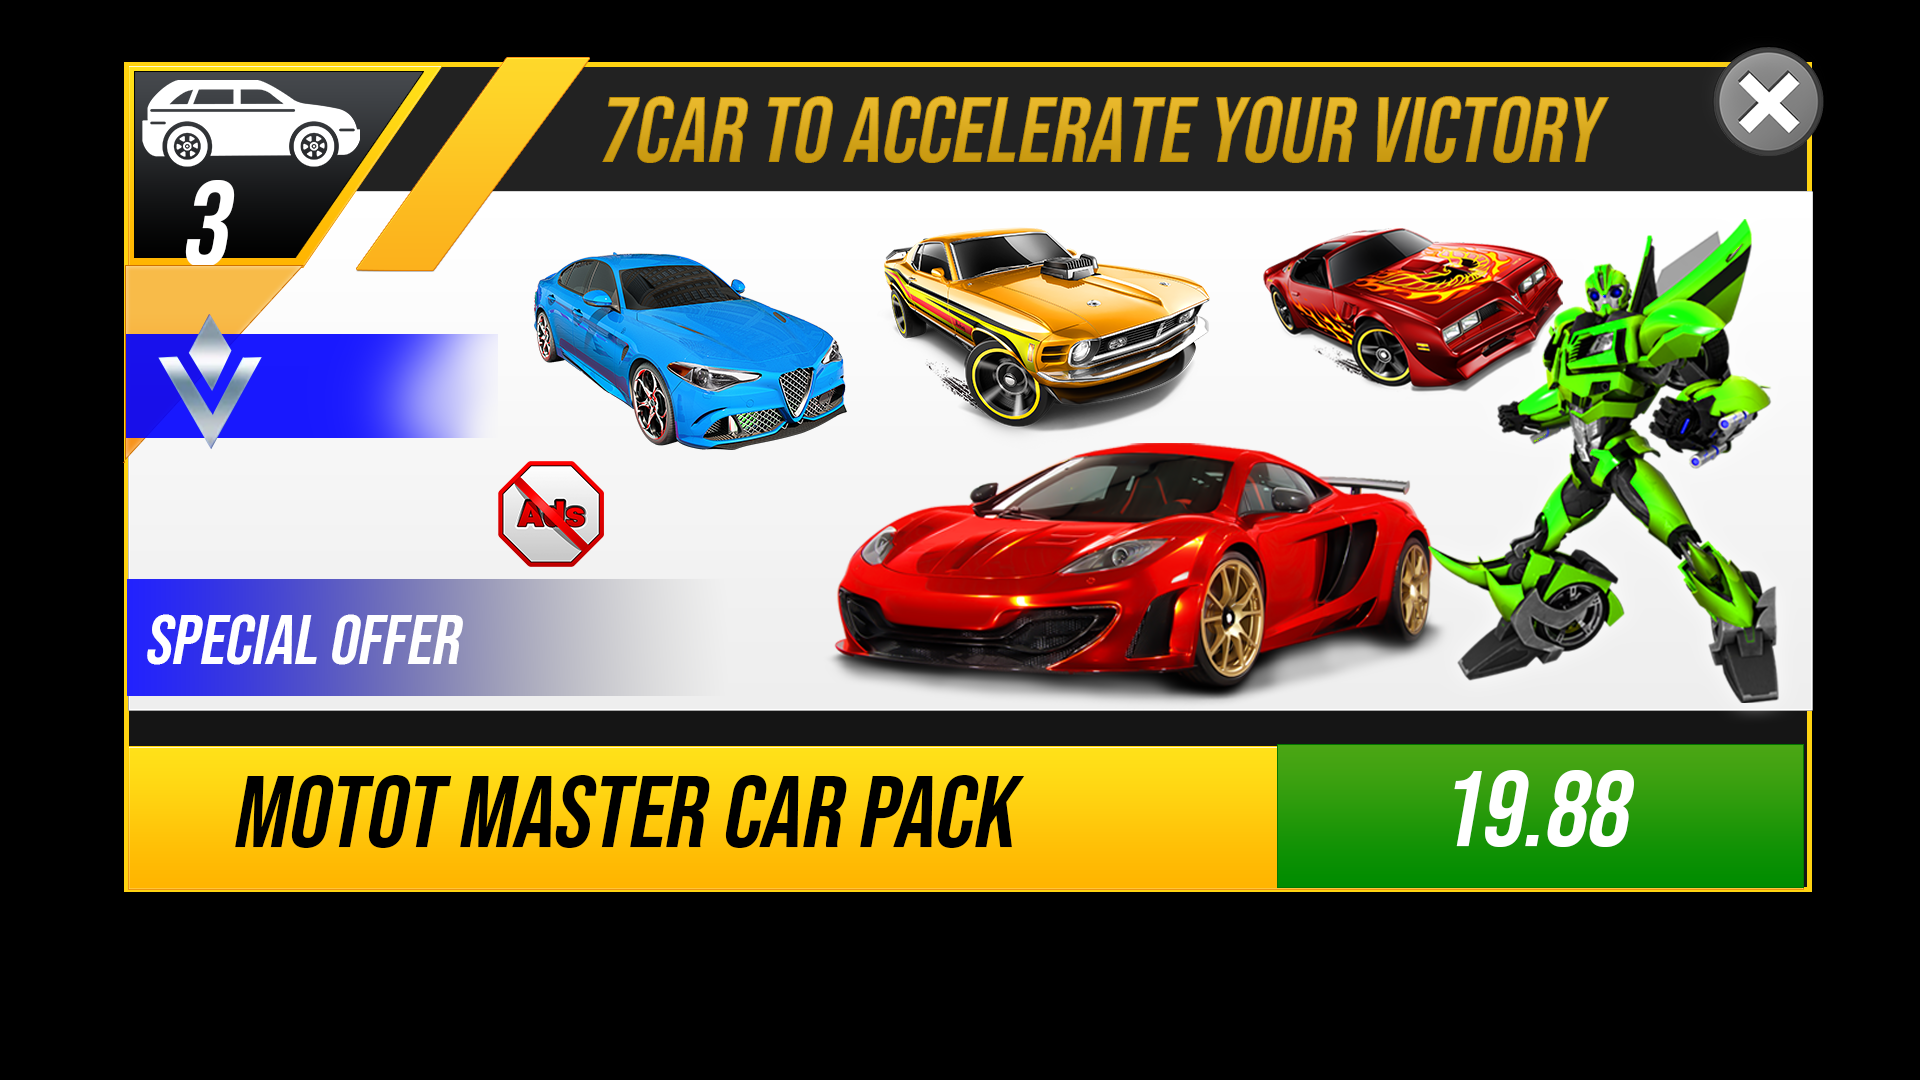 7CAR TO ACCELERATE YOUR VICTORY
3
Ads
SPECIAL OFFER
MOTOT MASTER CAR PACK
19.88